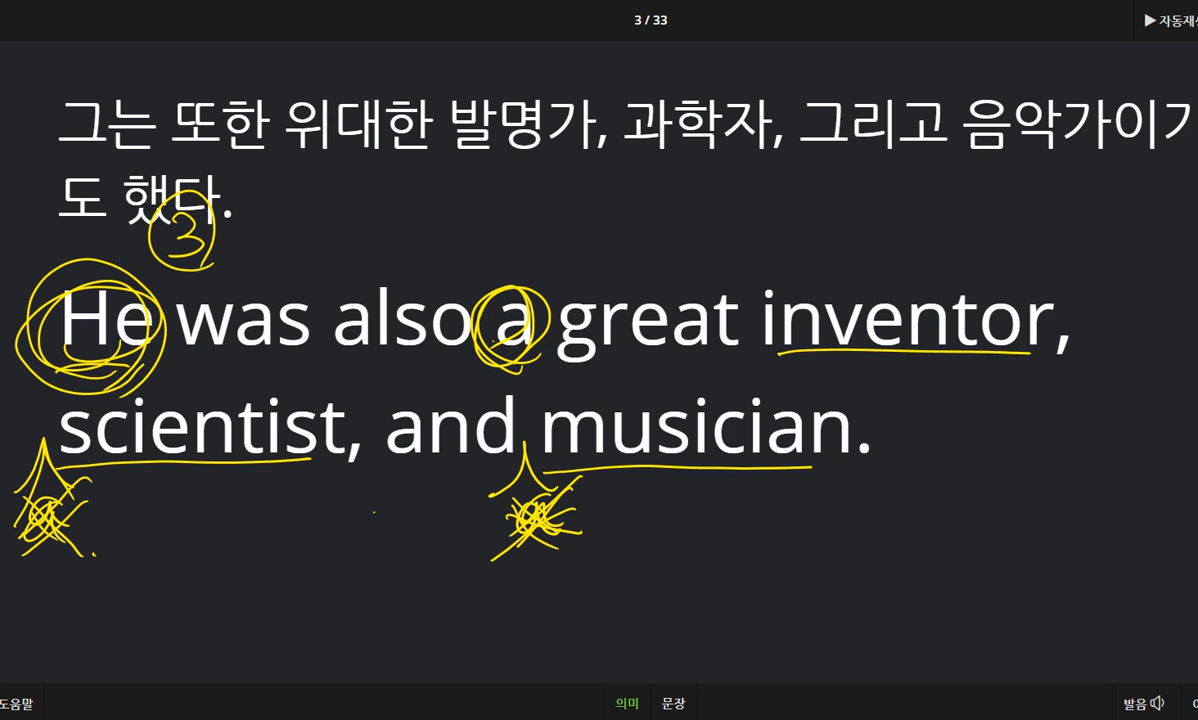 3 / 33
▶ 자동재
그는 또한 위대한 발명가, 과학자, 그리고 음악가이기
도 했다.
③
He was also a great inventor,
scientist, and musician.
도움말
의미
문장
발음